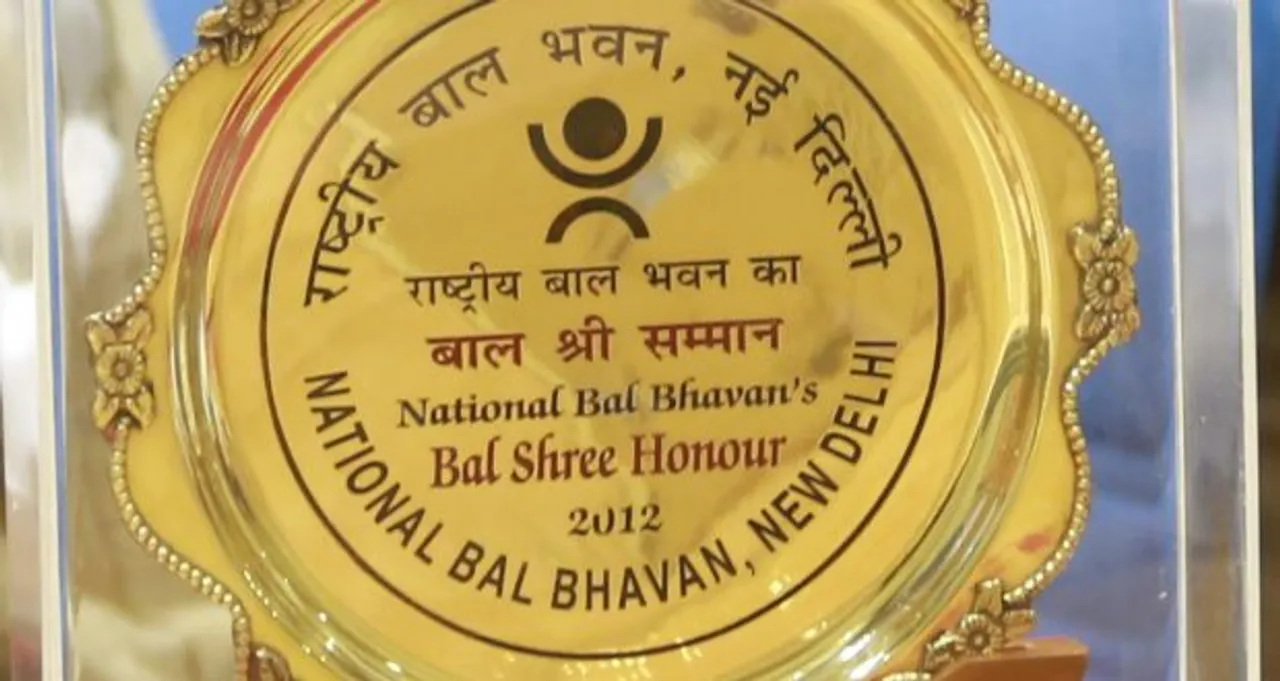 राष्ट्रीय बाल भवन, नई दिल्ली
राष्ट्रीय बाल भवन का
बाल श्री सम्मान
National Bal Bhavan's
Bal Shree Honour
2012
NATIONAL BAL BHAVAN, NEW DELHI